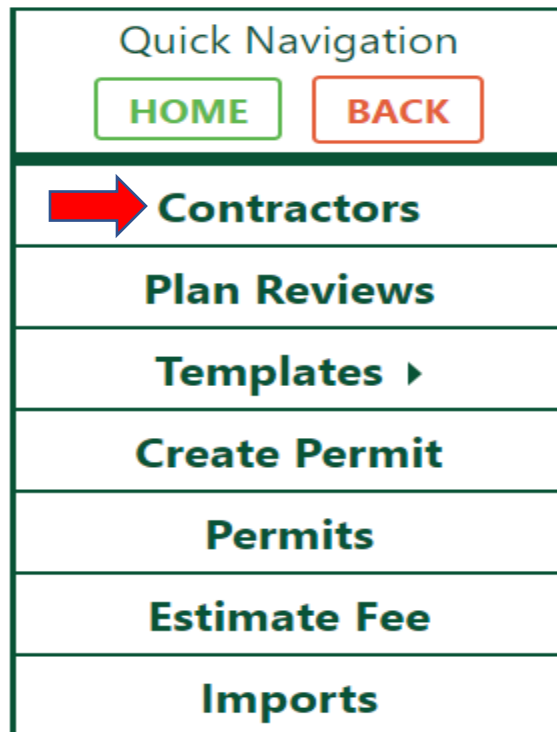 Quick Navigation
HOME BACK
Contractors
Plan Reviews
Templates
Create Permit
Permits
Estimate Fee
Imports